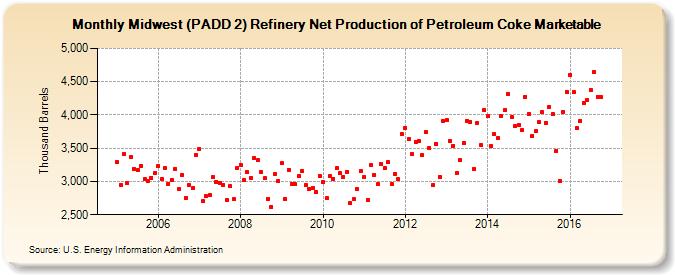 Monthly Midwest (PADD 2) Refinery Net Production of Petroleum Coke Marketable
Thousand Barrels
5,000
4,500
4,000
3,500
3,000
2,500
2006 2008 2010 2012 2014 2016
Source: U.S. Energy Information Administration